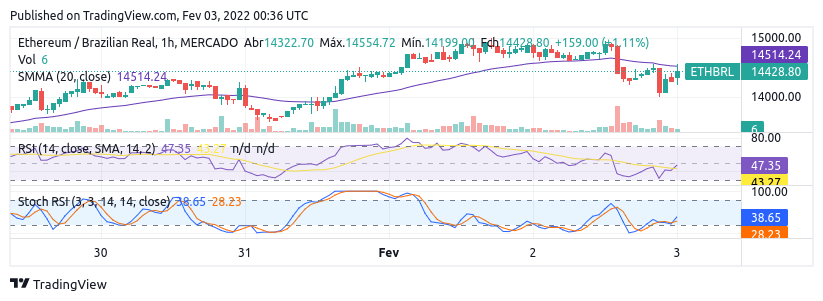 Published on TradingView.com, Fev 03, 2022 00:36 UTC
Ethereum / Brazilian Real, 1h, MERCADO Abr14322.70 Máx.14554.72 Mín.14199.00 Fch14428.80 +159.00 (+1.11%)
Vol 6
SMMA (20, close) 14514.24
15000.00
14514.24
ETHBRL 14428.80
14000.00
6
RSI (14, close, SMA, 14, 2) 47.35 43.27 n/d n/d
80.00
47.35
43.27
Stoch RSI (3, 3, 14, 14, close) 38.65 28.23
100.00
38.65
28.23
30 31 Fev 2 3
TradingView